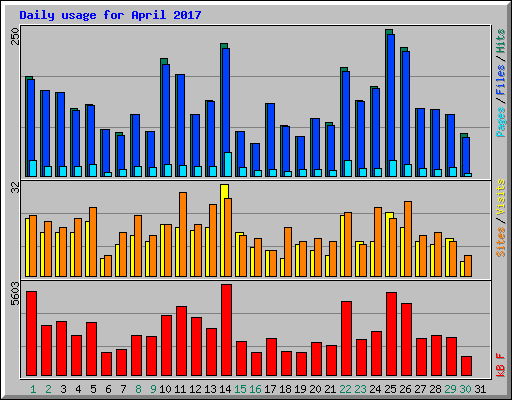 Daily usage for April 2017
250
Pages / Files / Hits
32
Sites / Visits
5603
kB F
1 2 3 4 5 6 7 8 9 10 11 12 13 14 15 16 17 18 19 20 21 22 23 24 25 26 27 28 29 30 31